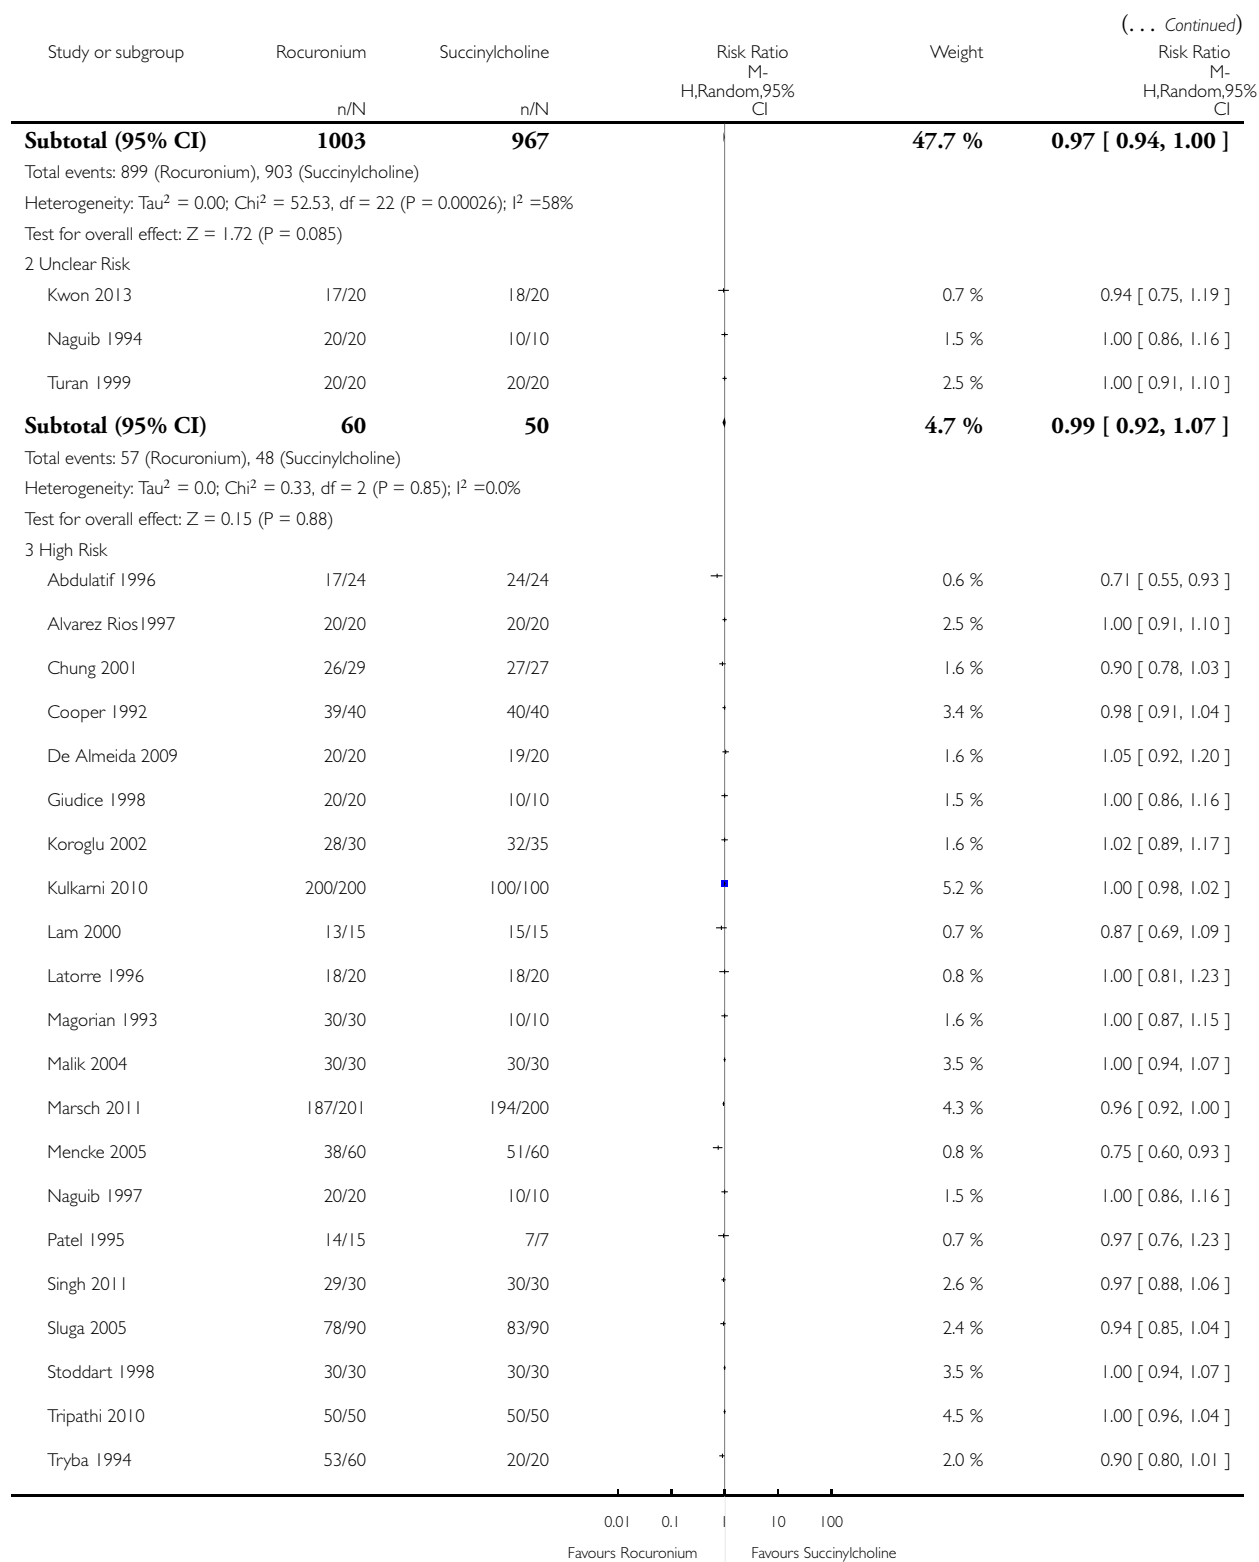 (... Continued)
Study or subgroup Rocuronium Succinylcholine Risk Ratio Weight Risk Ratio
M- M-
H,Random,95% H,Random,95%
n/N n/N CI CI
Subtotal (95% CI) 1003 967 47.7 % 0.97 [ 0.94, 1.00 ]
Total events: 899 (Rocuronium), 903 (Succinylcholine)
Heterogeneity: Tau² = 0.00; Chi² = 52.53, df = 22 (P = 0.00026); I² =58%
Test for overall effect: Z = 1.72 (P = 0.085)
2 Unclear Risk
Kwon 2013 17/20 18/20 0.7 % 0.94 [ 0.75, 1.19 ]
Naguib 1994 20/20 10/10 1.5 % 1.00 [ 0.86, 1.16 ]
Turan 1999 20/20 20/20 2.5 % 1.00 [ 0.91, 1.10 ]
Subtotal (95% CI) 60 50 4.7 % 0.99 [ 0.92, 1.07 ]
Total events: 57 (Rocuronium), 48 (Succinylcholine)
Heterogeneity: Tau² = 0.0; Chi² = 0.33, df = 2 (P = 0.85); I² =0.0%
Test for overall effect: Z = 0.15 (P = 0.88)
3 High Risk
Abdulatif 1996 17/24 24/24 0.6 % 0.71 [ 0.55, 0.93 ]
Alvarez Rios1997 20/20 20/20 2.5 % 1.00 [ 0.91, 1.10 ]
Chung 2001 26/29 27/27 1.6 % 0.90 [ 0.78, 1.03 ]
Cooper 1992 39/40 40/40 3.4 % 0.98 [ 0.91, 1.04 ]
De Almeida 2009 20/20 19/20 1.6 % 1.05 [ 0.92, 1.20 ]
Giudice 1998 20/20 10/10 1.5 % 1.00 [ 0.86, 1.16 ]
Koroglu 2002 28/30 32/35 1.6 % 1.02 [ 0.89, 1.17 ]
Kulkarni 2010 200/200 100/100 5.2 % 1.00 [ 0.98, 1.02 ]
Lam 2000 13/15 15/15 0.7 % 0.87 [ 0.69, 1.09 ]
Latorre 1996 18/20 18/20 0.8 % 1.00 [ 0.81, 1.23 ]
Magorian 1993 30/30 10/10 1.6 % 1.00 [ 0.87, 1.15 ]
Malik 2004 30/30 30/30 3.5 % 1.00 [ 0.94, 1.07 ]
Marsch 2011 187/201 194/200 4.3 % 0.96 [ 0.92, 1.00 ]
Mencke 2005 38/60 51/60 0.8 % 0.75 [ 0.60, 0.93 ]
Naguib 1997 20/20 10/10 1.5 % 1.00 [ 0.86, 1.16 ]
Patel 1995 14/15 7/7 0.7 % 0.97 [ 0.76, 1.23 ]
Singh 2011 29/30 30/30 2.6 % 0.97 [ 0.88, 1.06 ]
Sluga 2005 78/90 83/90 2.4 % 0.94 [ 0.85, 1.04 ]
Stoddart 1998 30/30 30/30 3.5 % 1.00 [ 0.94, 1.07 ]
Tripathi 2010 50/50 50/50 4.5 % 1.00 [ 0.96, 1.04 ]
Tryba 1994 53/60 20/20 2.0 % 0.90 [ 0.80, 1.01 ]
0.01 0.1 1 10 100
Favours Rocuronium Favours Succinylcholine